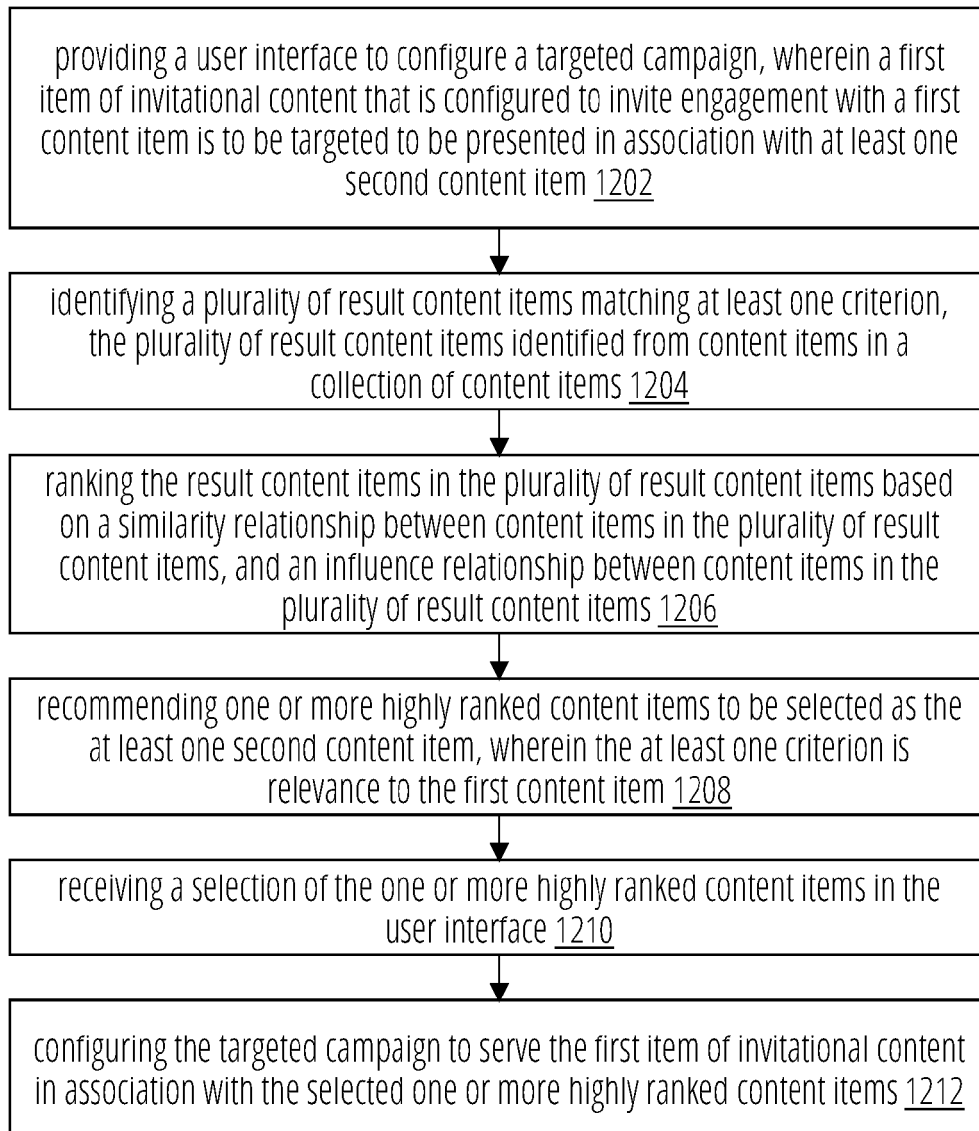 providing a user interface to configure a targeted campaign, wherein a first
item of invitational content that is configured to invite engagement with a first
content item is to be targeted to be presented in association with at least one
second content item 1202
identifying a plurality of result content items matching at least one criterion,
the plurality of result content items identified from content items in a
collection of content items 1204
ranking the result content items in the plurality of result content items based
on a similarity relationship between content items in the plurality of result
content items, and an influence relationship between content items in the
plurality of result content items 1206
recommending one or more highly ranked content items to be selected as the
at least one second content item, wherein the at least one criterion is
relevance to the first content item 1208
receiving a selection of the one or more highly ranked content items in the
user interface 1210
configuring the targeted campaign to serve the first item of invitational content
in association with the selected one or more highly ranked content items 1212